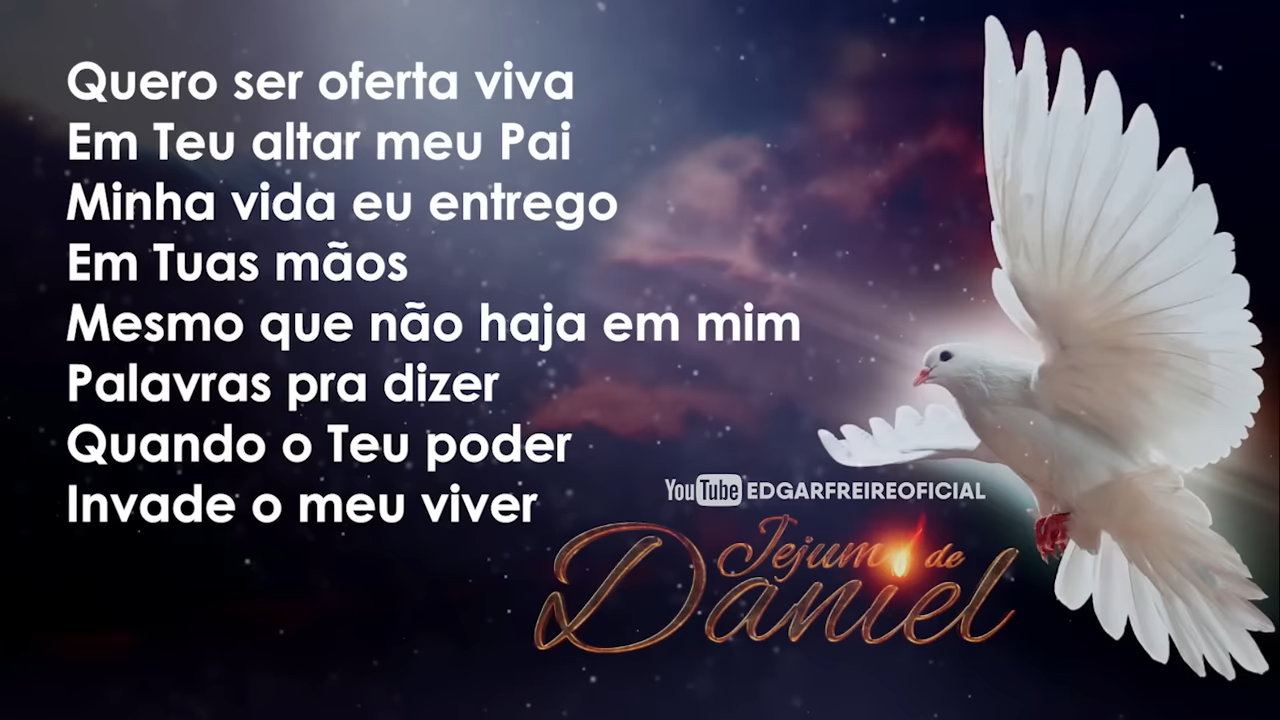 Quero ser oferta viva
Em Teu altar meu Pai
Minha vida eu entrego
Em Tuas mãos
Mesmo que não haja em mim
Palavras pra dizer
Quando o Teu poder
Invade o meu viver
YouTube EDGARFREIREOFICIAL
Jejum de
Daniel